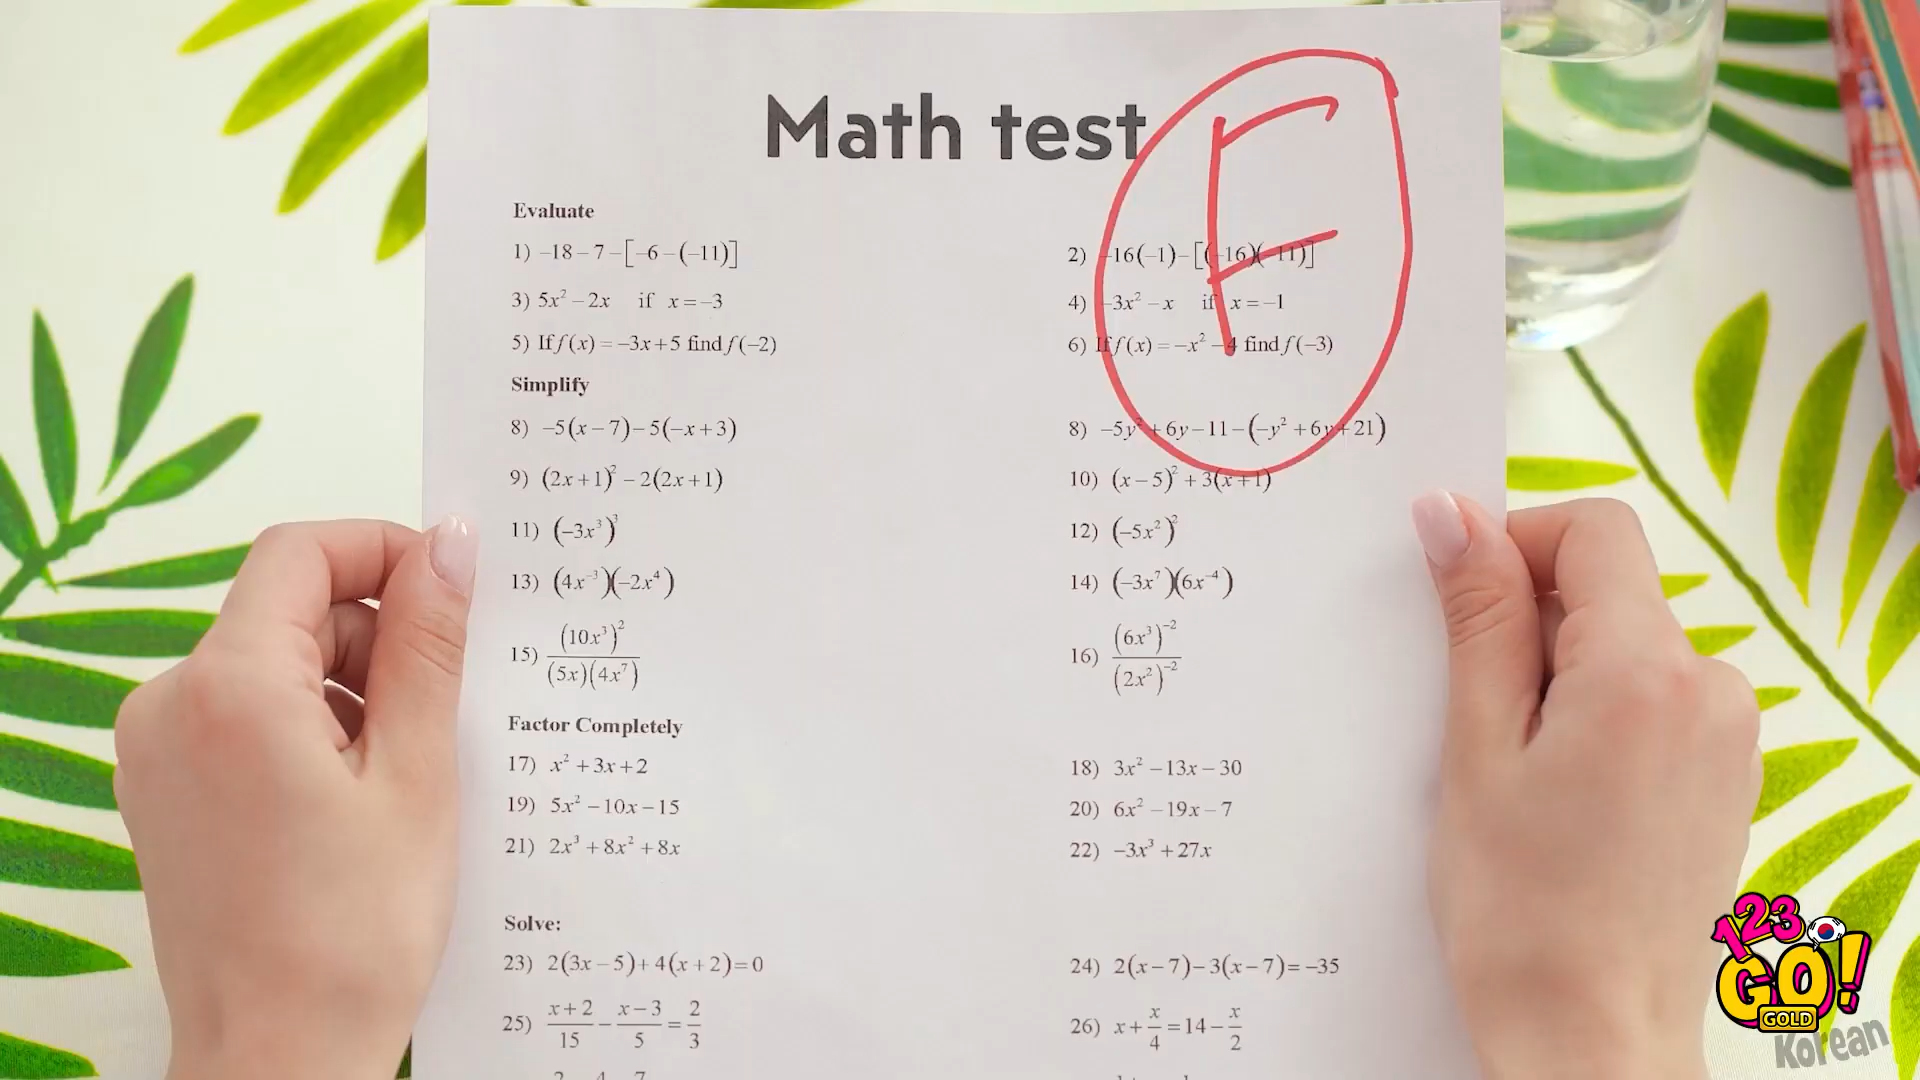 Math test
F
Evaluate
1) –18 – 7 – [–6 – (–11)]
2) –16(–1) – [(–16)(–11)]
3) 5x² – 2x if x = –3
4) –3x² – x if x = –1
5) If f(x) = –3x+5 find f(–2)
6) If f(x) = –x² – 4 find f(–3)
Simplify
8) –5(x – 7) – 5(–x + 3)
8) –5y² + 6y – 11 – (–y² + 6y + 21)
9) (2x + 1)² – 2(2x + 1)
10) (x – 5)² + 3(x + 1)
11) (–3x³)³
12) (–5x²)²
13) (4x⁻³)(–2x⁴)
14) (–3x⁷)(6x⁻⁴)
15) (10x³)² / (5x)(4x⁷)
16) (6x³)⁻² / (2x²)⁻²
Factor Completely
17) x² + 3x + 2
18) 3x² – 13x – 30
19) 5x² – 10x – 15
20) 6x² – 19x – 7
21) 2x³ + 8x² + 8x
22) –3x³ + 27x
Solve:
23) 2(3x – 5) + 4(x + 2) = 0
24) 2(x – 7) – 3(x – 7) = –35
25) x + 2 / 15 – x – 3 / 5 = 2 / 3
26) x + x / 4 = 14 – x / 2
123
GO!
GOLD
Korean